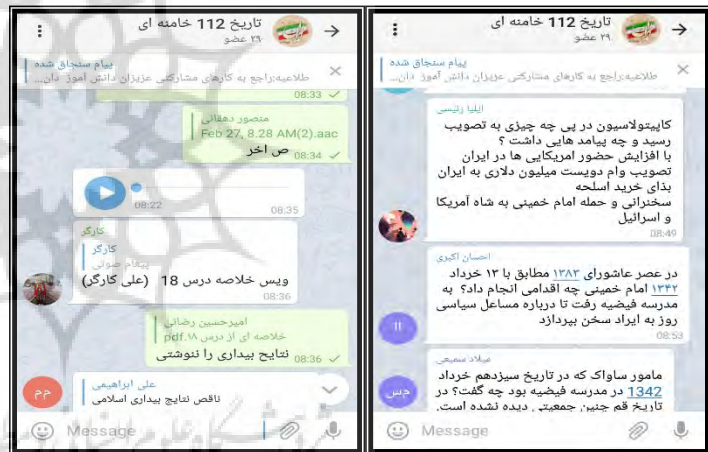 تاریخ 112 خامنه ای
۲۹ عضو
پیام سنجاق شده
طلاعیه:راجع به کارهای مشارکتی عزیزان دانش آموز دان...
ایلیا رئیسی
کاپیتولاسیون در پی چه چیزی به تصویب
رسید و چه پیامد هایی داشت ؟
با افزایش حضور امریکایی ها در ایران
تصویب وام دویست میلیون دلاری به ایران
بذای خرید اسلحه
سخنرانی و حمله امام خمینی به شاه آمریکا
و اسرائیل
08:49
احسان اکبری
در عصر عاشورای ۱۳۸۳ مطابق با ۱۳ خرداد
۱۳۴۲ امام خمینی چه اقدامی انجام داد؟ به
مدرسه فیضیه رفت تا درباره مساعل سیاسی
روز به ایراد سخن بپردازد
08:53
میلاد سمیعی
مامور ساواک که در تاریخ سیزدهم خرداد
1342 در مدرسه فیضیه بود چه گفت؟ در
تاریخ قم چنین جمعیتی دیده نشده است.
مس
Message
تاریخ 112 خامنه ای
۲۹ عضو
پیام سنجاق شده
طلاعیه:راجع به کارهای مشارکتی عزیزان دانش آموز دان...
08:33
منصور دهقانی
Feb 27, 8.28 AM(2).aac
ص اخر
08:34
08:22
08:35
کارگر
کارگر
پیغام صوتی
ویس خلاصه درس 18 (علی کارگر)
08:36
امیرحسین رضائی
خلاصه ای از درس ۱۸.pdf
نتایح بیداری را ننوشتی
08:36
علی ابراهیمی
ناقص نتایج بیداری اسلامی
مم
Message